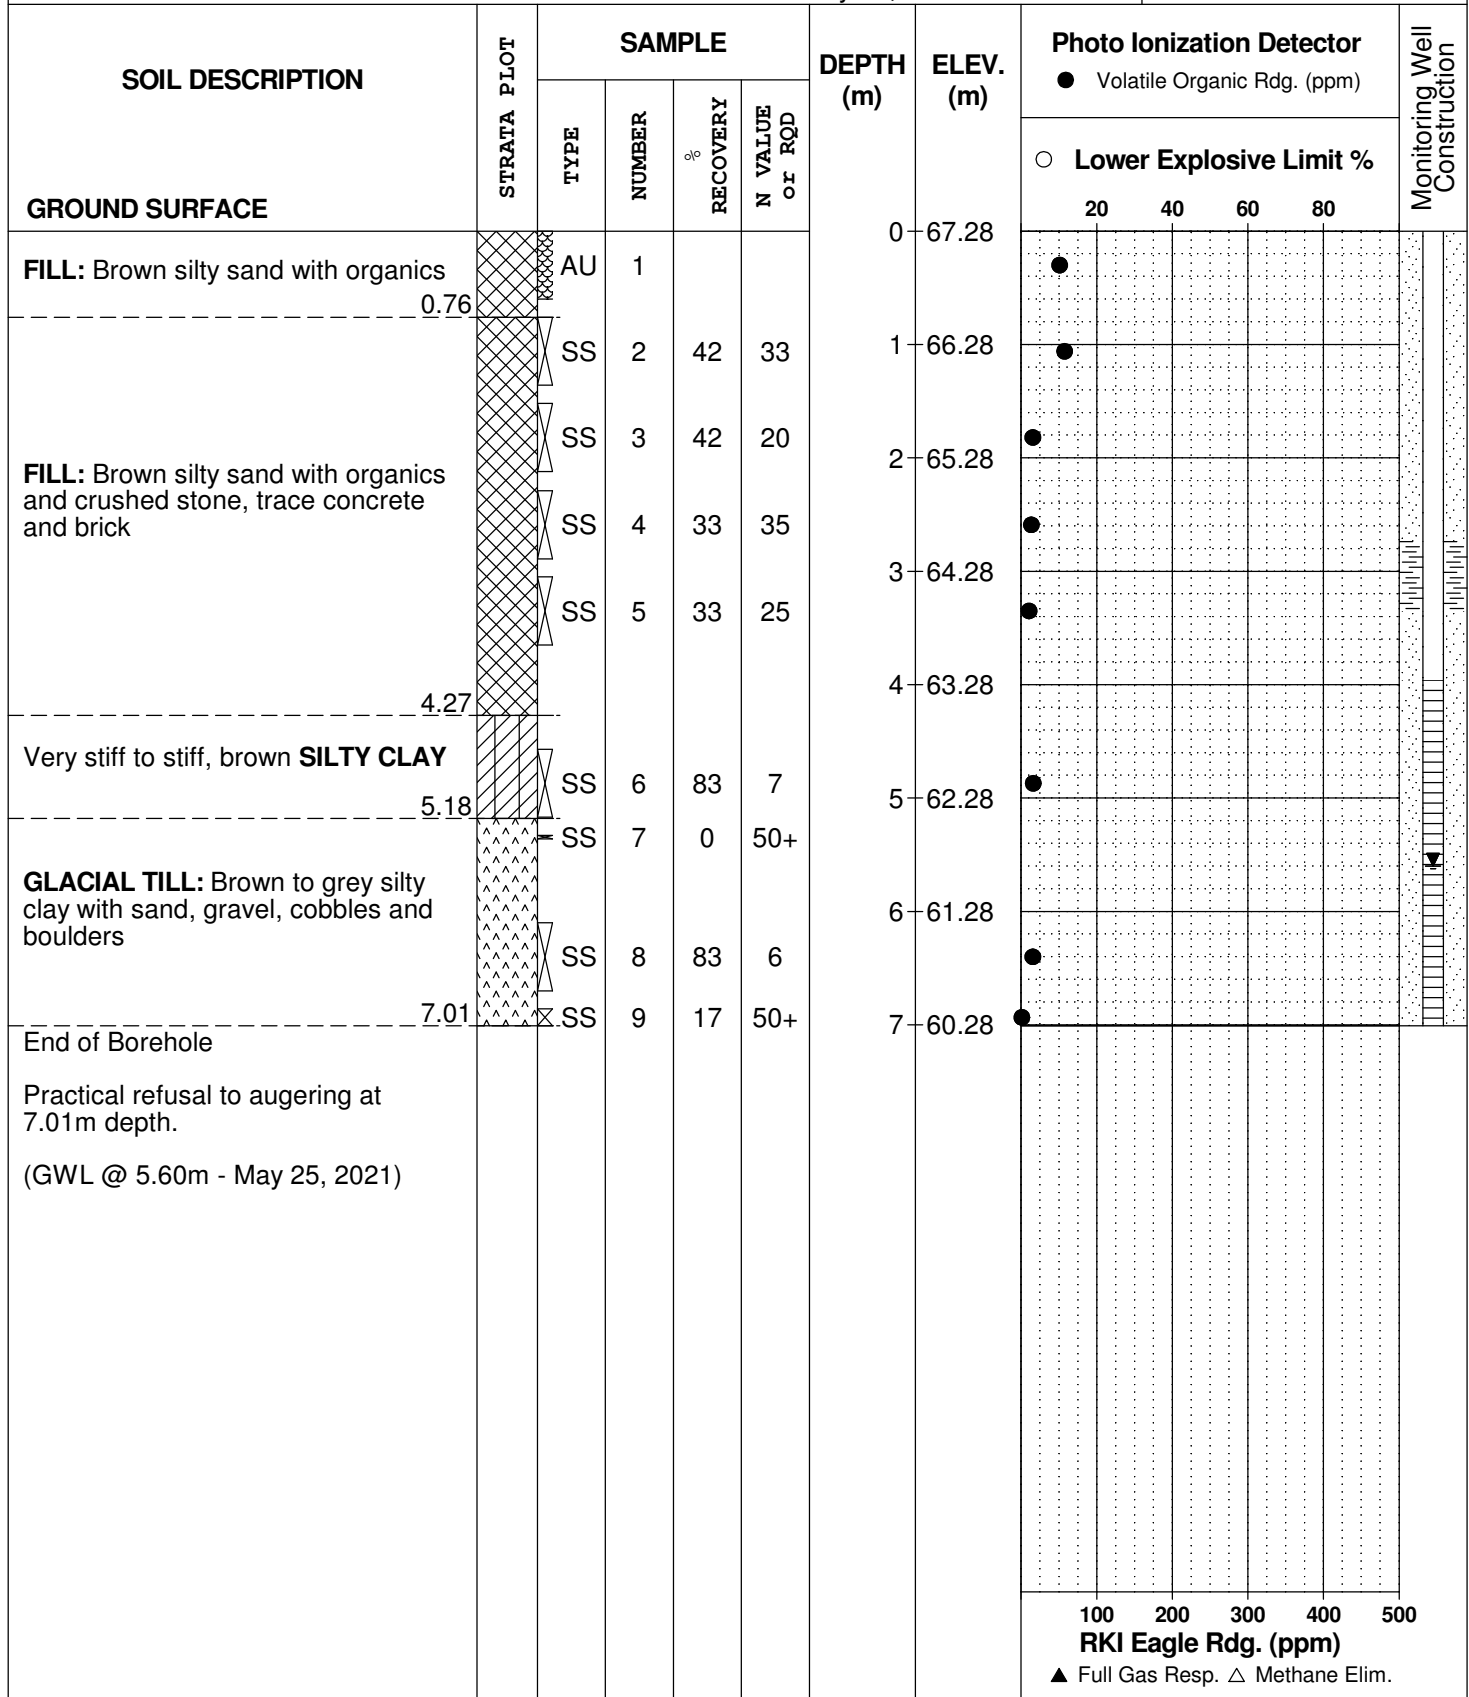 SOIL DESCRIPTION
GROUND SURFACE
STRATA PLOT
SAMPLE
TYPE
NUMBER
%
RECOVERY
N VALUE
or RQD
DEPTH
(m)
ELEV.
(m)
Photo Ionization Detector
● Volatile Organic Rdg. (ppm)
○ Lower Explosive Limit %
20 40 60 80
Monitoring Well
Construction
0 67.28
FILL: Brown silty sand with organics
0.76
AU 1
SS 2 42 33
1 66.28
SS 3 42 20
2 65.28
FILL: Brown silty sand with organics
and crushed stone, trace concrete
and brick
SS 4 33 35
3 64.28
SS 5 33 25
4 63.28
4.27
Very stiff to stiff, brown SILTY CLAY
SS 6 83 7
5 62.28
5.18
SS 7 0 50+
GLACIAL TILL: Brown to grey silty
clay with sand, gravel, cobbles and
boulders
6 61.28
SS 8 83 6
7.01
SS 9 17 50+
7 60.28
End of Borehole
Practical refusal to augering at
7.01m depth.
(GWL @ 5.60m - May 25, 2021)
100 200 300 400 500
RKI Eagle Rdg. (ppm)
▲ Full Gas Resp. △ Methane Elim.